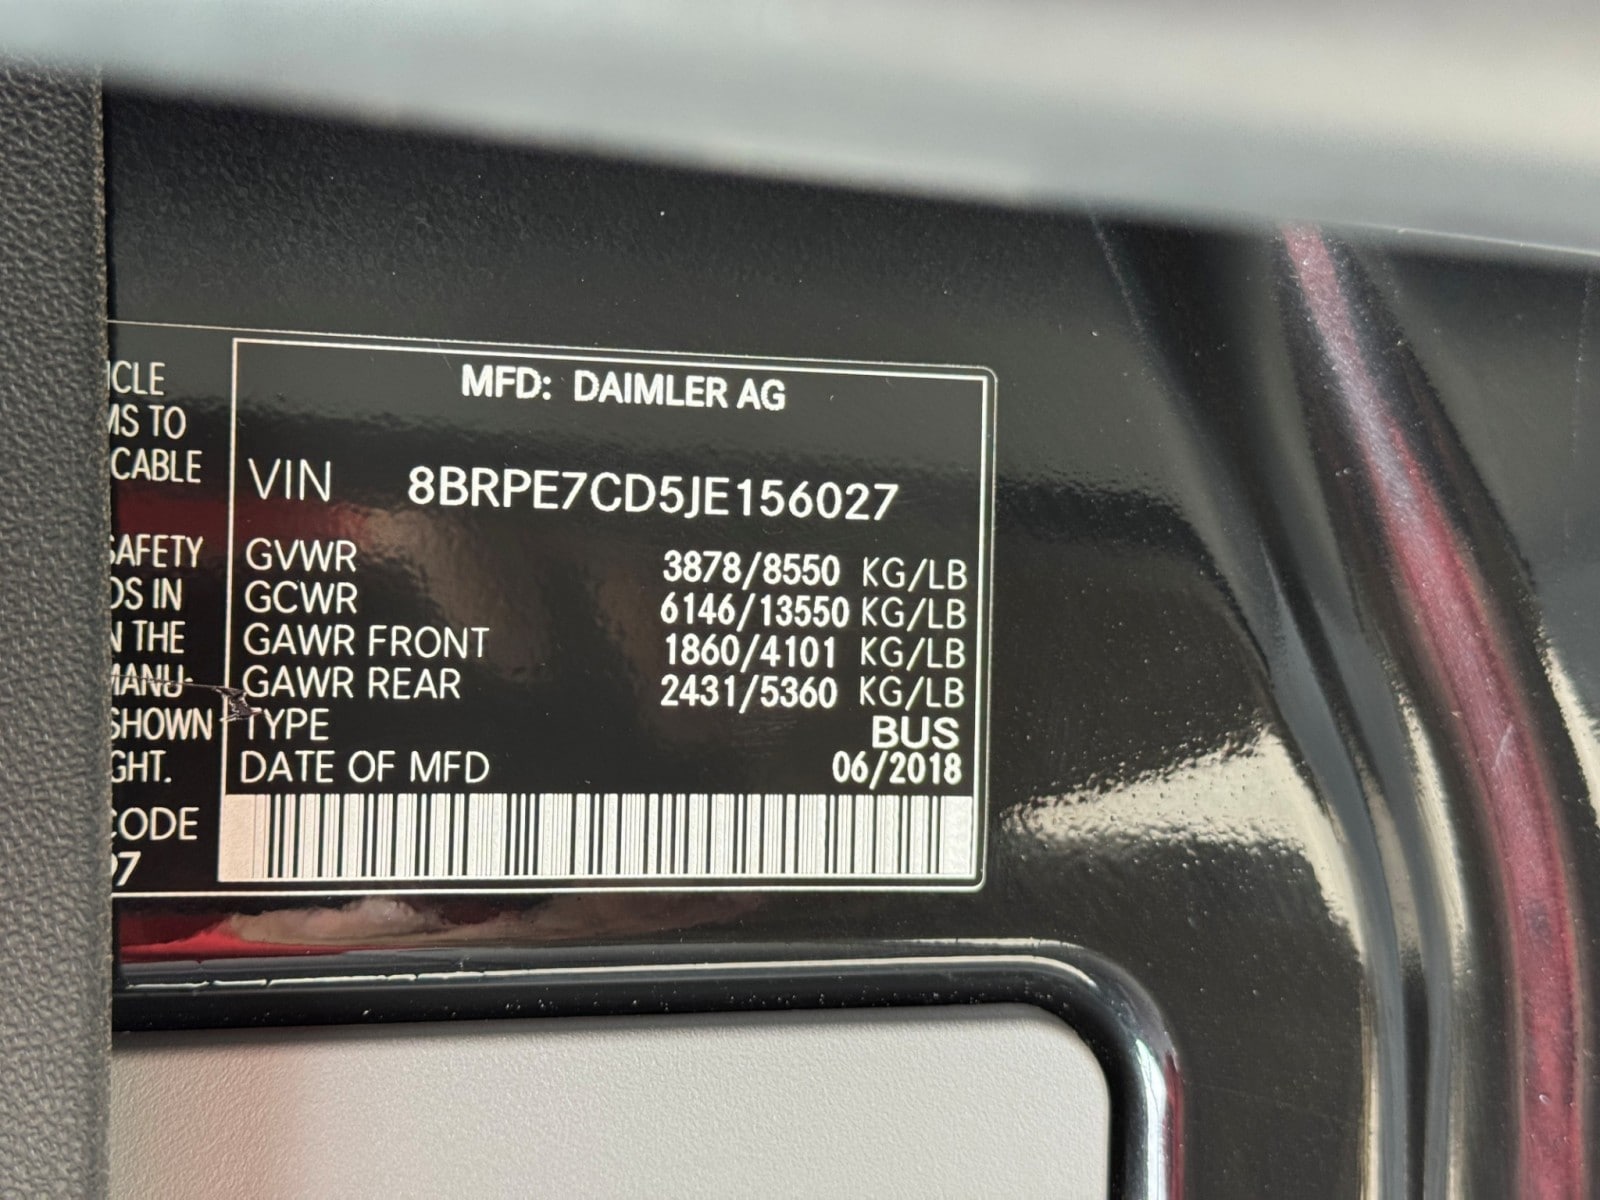 CLE
MS TO
CABLE
SAFETY
DS IN
N THE
MANU-
SHOWN
GHT.
CODE
97
MFD: DAIMLER AG
VIN 8BRPE7CD5JE156027
GVWR 3878/8550 KG/LB
GCWR 6146/13550 KG/LB
GAWR FRONT 1860/4101 KG/LB
GAWR REAR 2431/5360 KG/LB
TYPE BUS
DATE OF MFD 06/2018